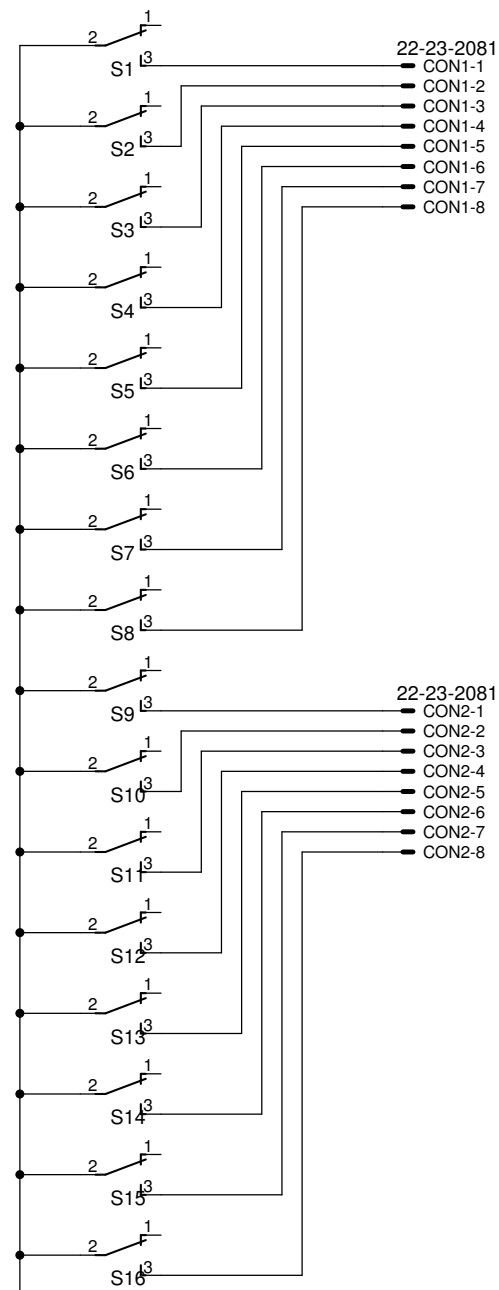 1
2
3
S1
22-23-2081
CON1-1
CON1-2
CON1-3
CON1-4
CON1-5
CON1-6
CON1-7
CON1-8
1
2
3
S2
1
2
3
S3
1
2
3
S4
1
2
3
S5
1
2
3
S6
1
2
3
S7
1
2
3
S8
1
2
3
S9
22-23-2081
CON2-1
CON2-2
CON2-3
CON2-4
CON2-5
CON2-6
CON2-7
CON2-8
1
2
3
S10
1
2
3
S11
1
2
3
S12
1
2
3
S13
1
2
3
S14
1
2
3
S15
1
2
3
S16